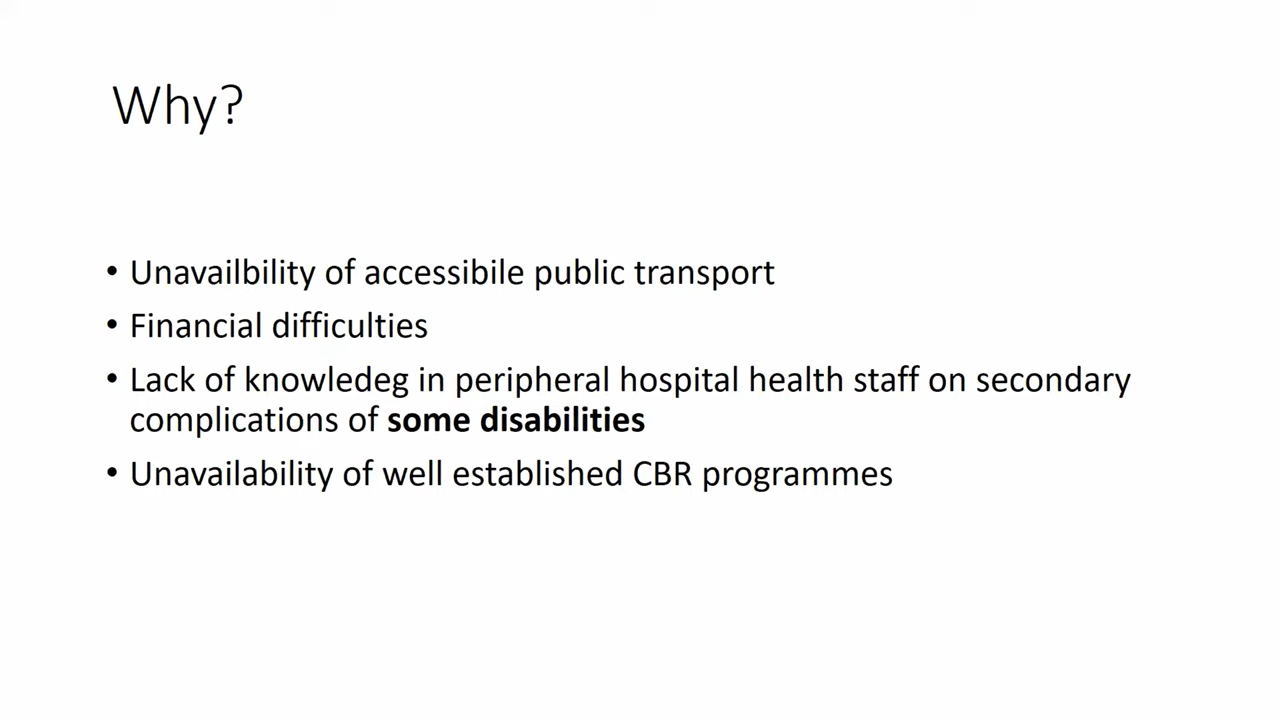 Why?
• Unavailbility of accessibile public transport
• Financial difficulties
• Lack of knowledeg in peripheral hospital health staff on secondary
complications of some disabilities
• Unavailability of well established CBR programmes